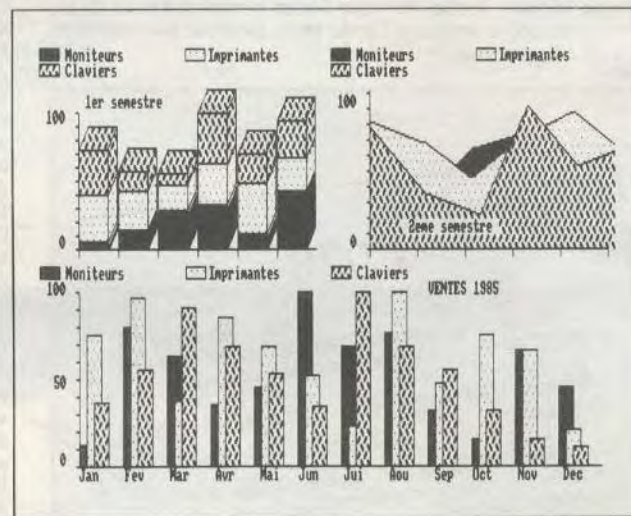 Moniteurs Imprimantes
Claviers
1er semestre
100
0
Moniteurs Imprimantes
Claviers
100
0
2eme semestre
Moniteurs Imprimantes Claviers
VENTES 1985
100
50
0
Jan Fev Mar Avr Mai Jun Jui Aou Sep Oct Nov Dec